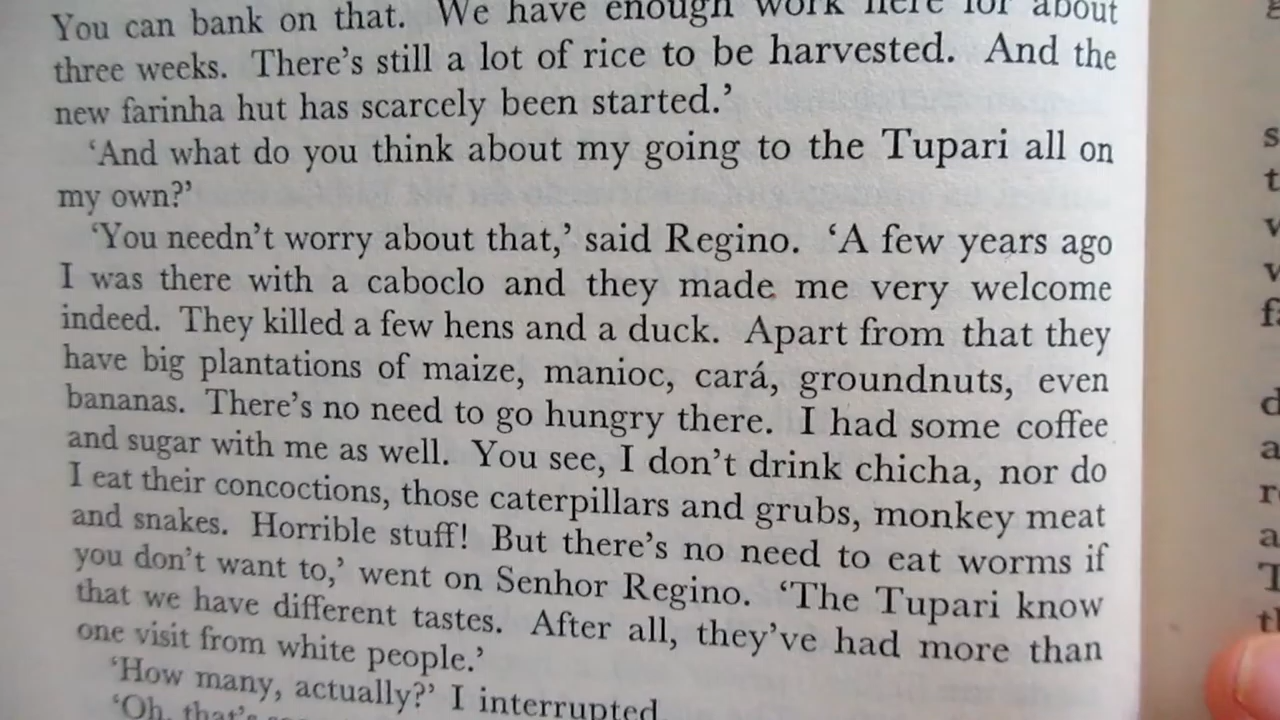 You can bank on that. We have enough work here for about
three weeks. There's still a lot of rice to be harvested. And the
new farinha hut has scarcely been started.’
‘And what do you think about my going to the Tupari all on
my own?’
‘You needn't worry about that,’ said Regino. ‘A few years ago
I was there with a caboclo and they made me very welcome
indeed. They killed a few hens and a duck. Apart from that they
have big plantations of maize, manioc, cará, groundnuts, even
bananas. There's no need to go hungry there. I had some coffee
and sugar with me as well. You see, I don't drink chicha, nor do
I eat their concoctions, those caterpillars and grubs, monkey meat
and snakes. Horrible stuff! But there's no need to eat worms if
you don't want to,’ went on Senhor Regino. ‘The Tupari know
that we have different tastes. After all, they've had more than
one visit from white people.’
‘How many, actually?’ I interrupted.
‘Oh, that's